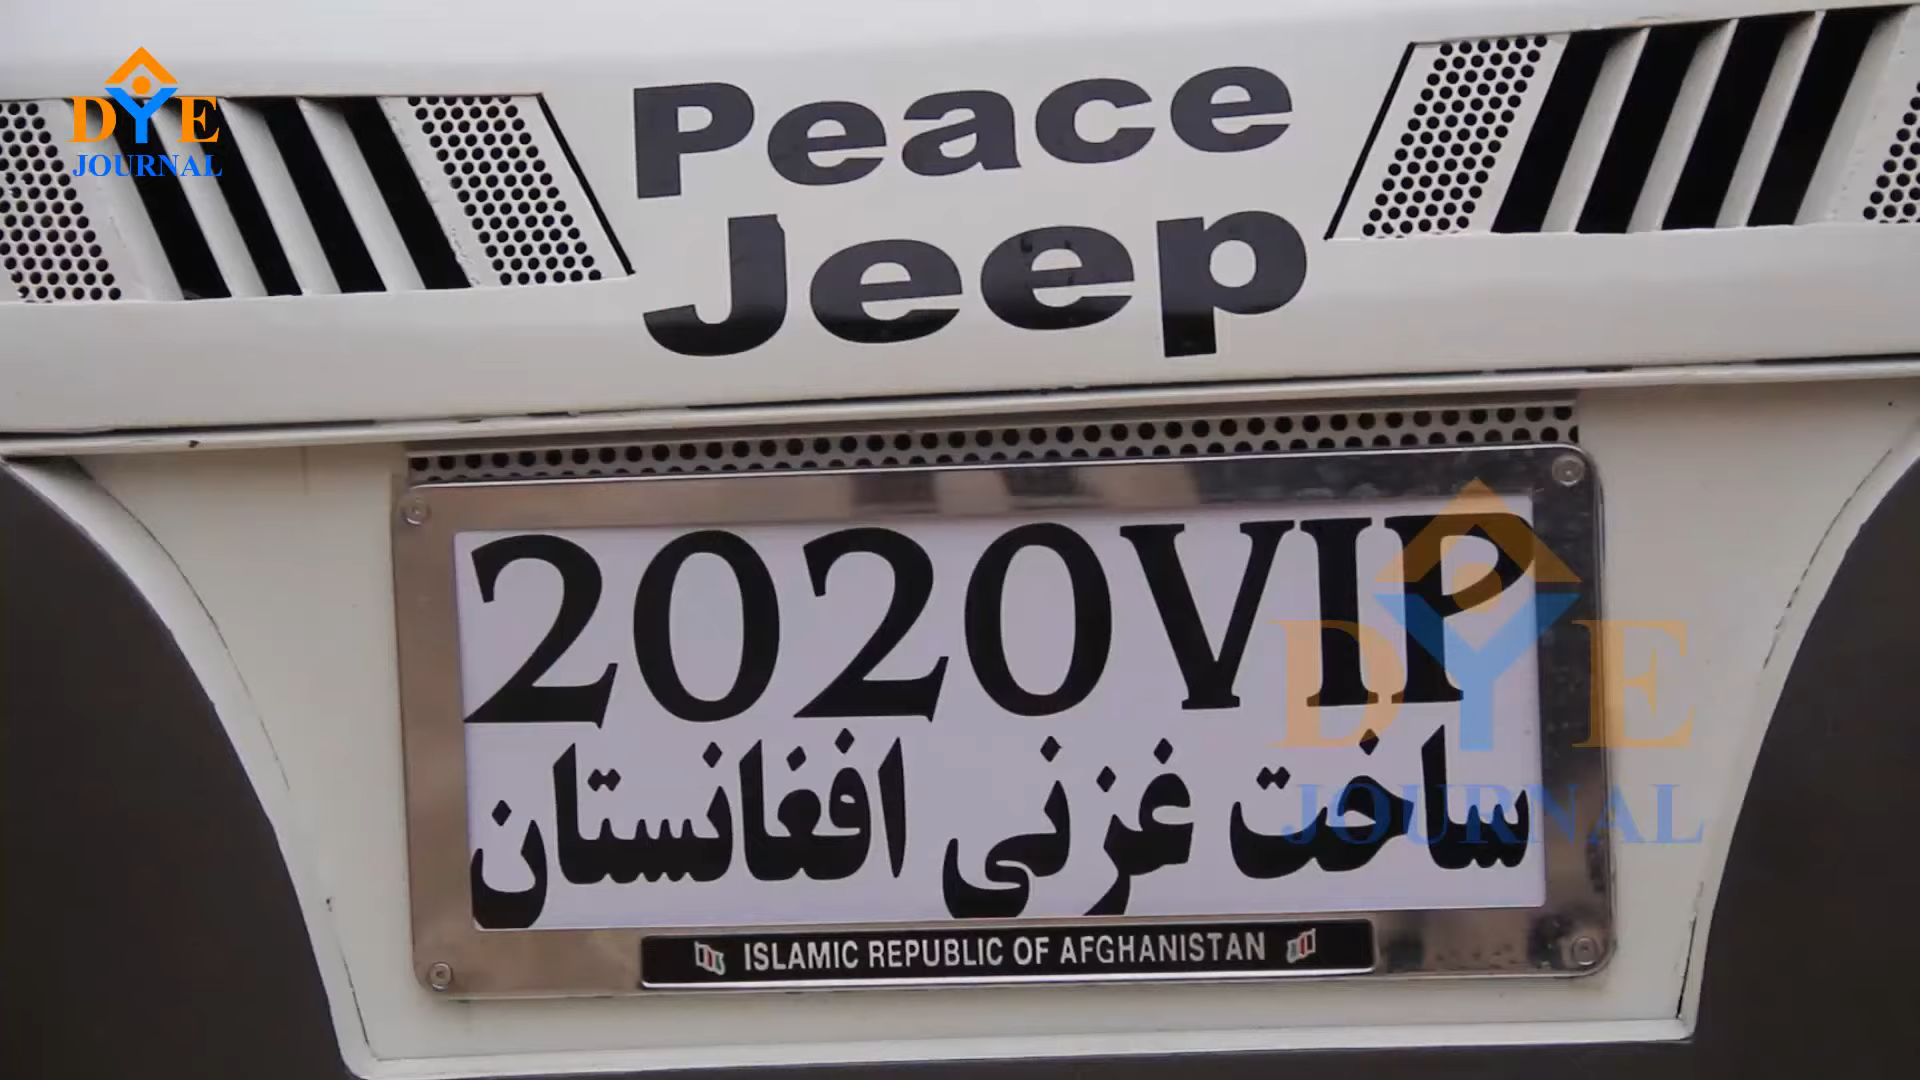 DYE
JOURNAL
Peace
Jeep
2020VIP
ساخت غزنی افغانستان
ISLAMIC REPUBLIC OF AFGHANISTAN
DYE
JOURNAL